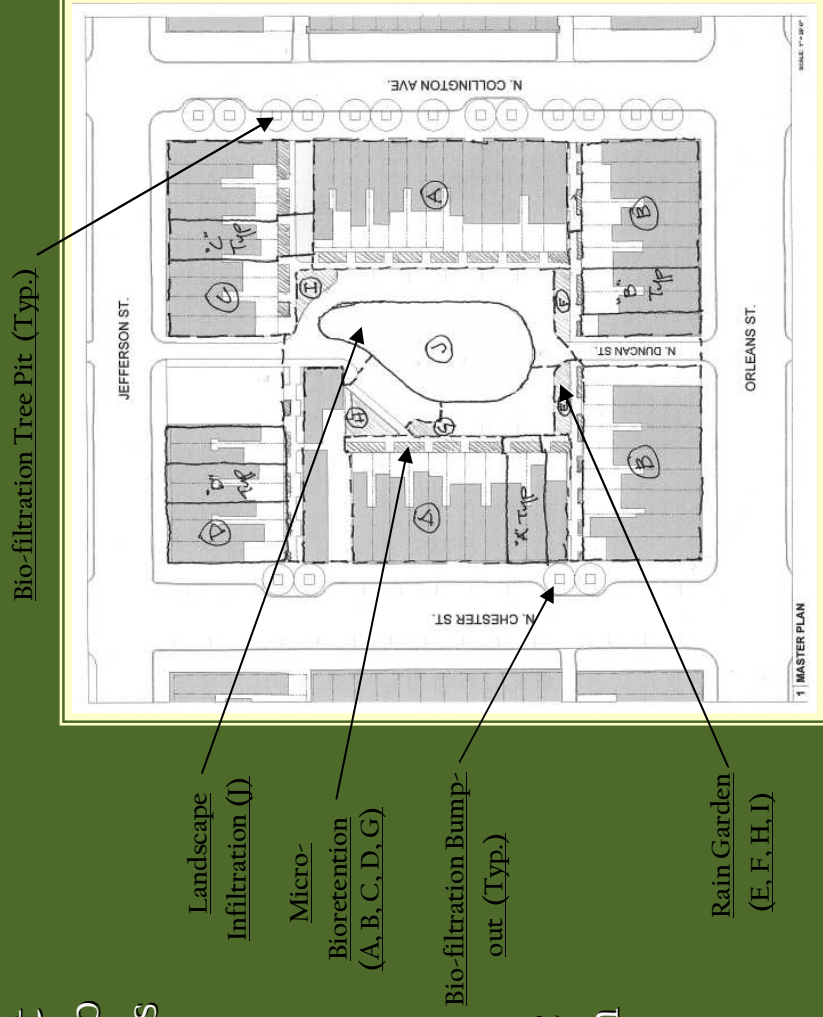 Bio-filtration Tree Pit (Typ.)
Landscape
Infiltration (J)
Micro-
Bioretention
(A, B, C, D, G)
Bio-filtration Bump-
out (Typ.)
Rain Garden
(E, F, H, I)
JEFFERSON ST.
N. COLLINGTON AVE.
N. CHESTER ST.
N. DUNCAN ST.
ORLEANS ST.
C
"C"
Typ
A
B
"B"
Typ
I
F
J
H
G
E
D
"D"
Typ
"A" Typ
B
1 | MASTER PLAN